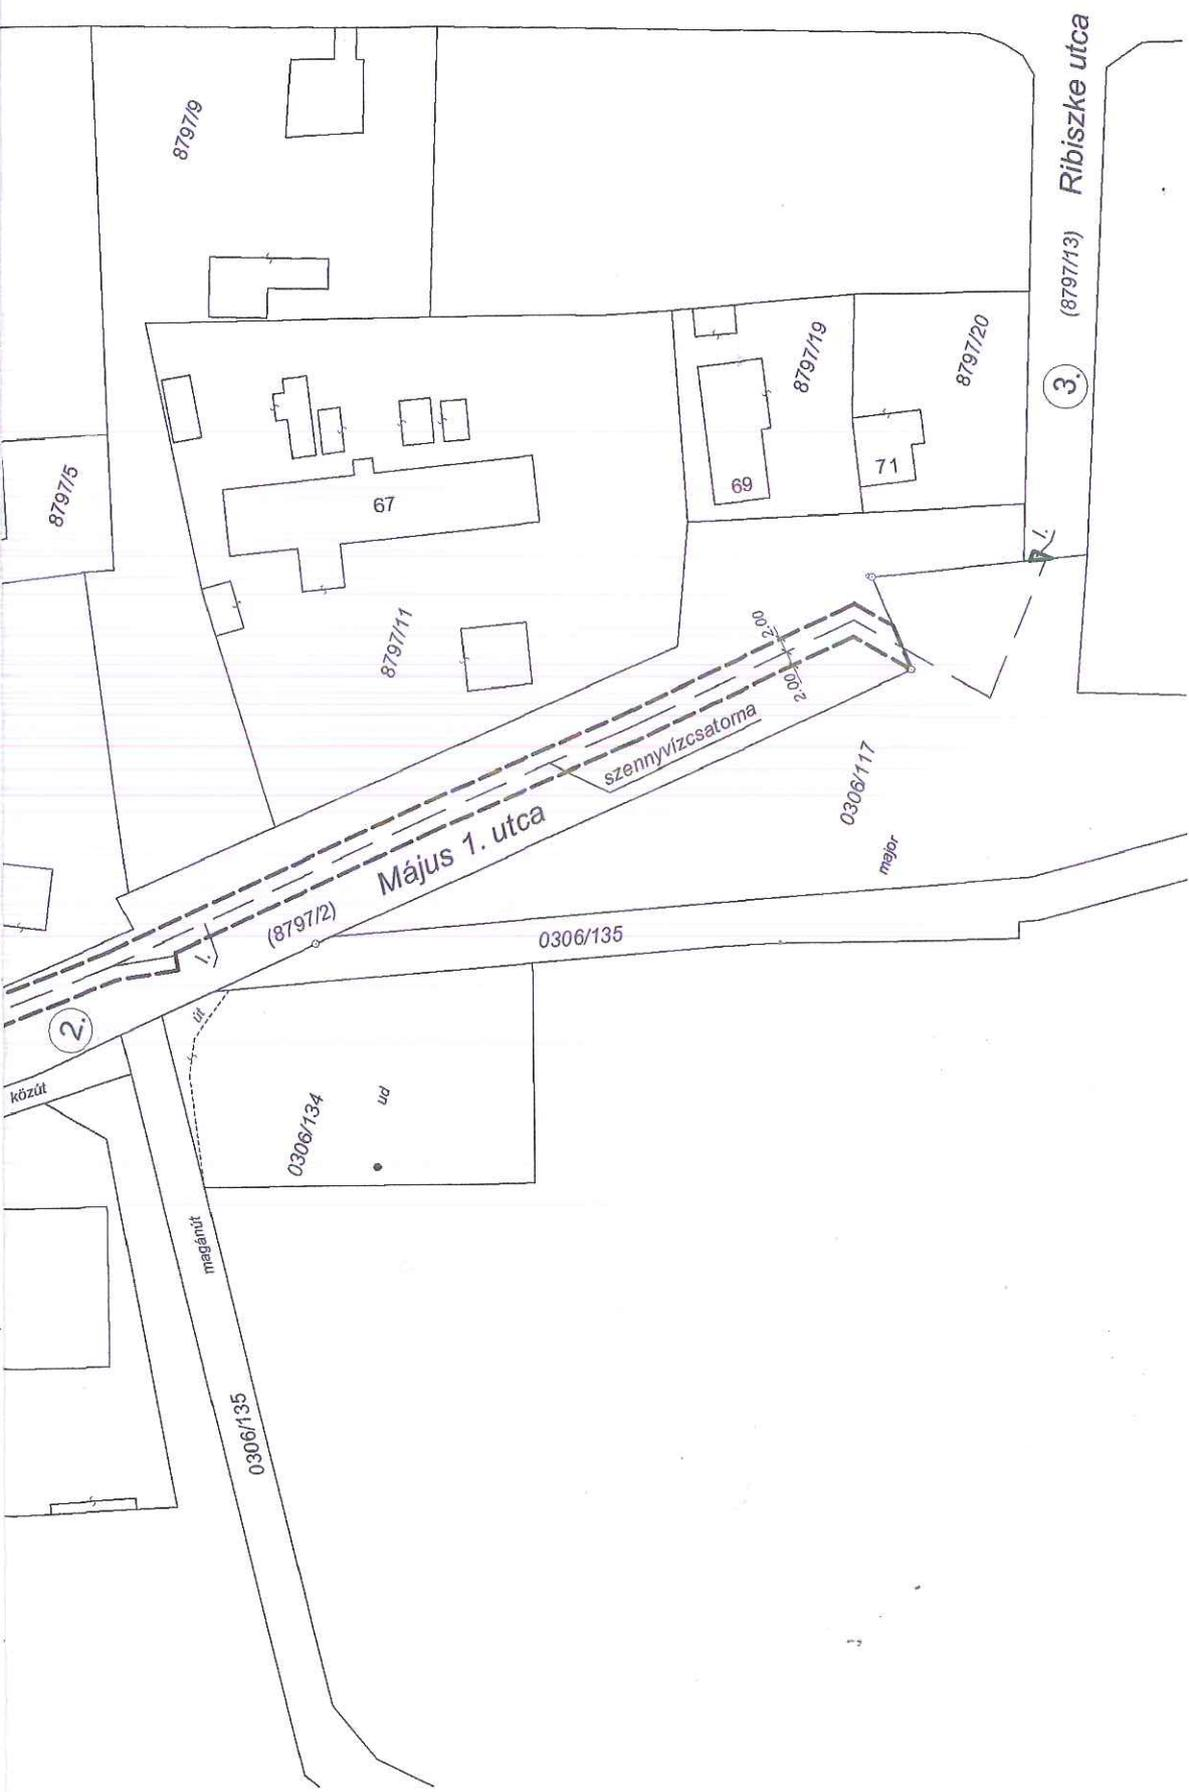 Ribiszke utca
8797/9
(8797/13)
8797/19
8797/20
3.
8797/5
67
69
71
I.
8797/11
2.00
2.00
szennyvízcsatorna
0306/117
major
Május 1. utca
(8797/2)
0306/135
I.
út
2.
közút
0306/134
ud
magánút
0306/135